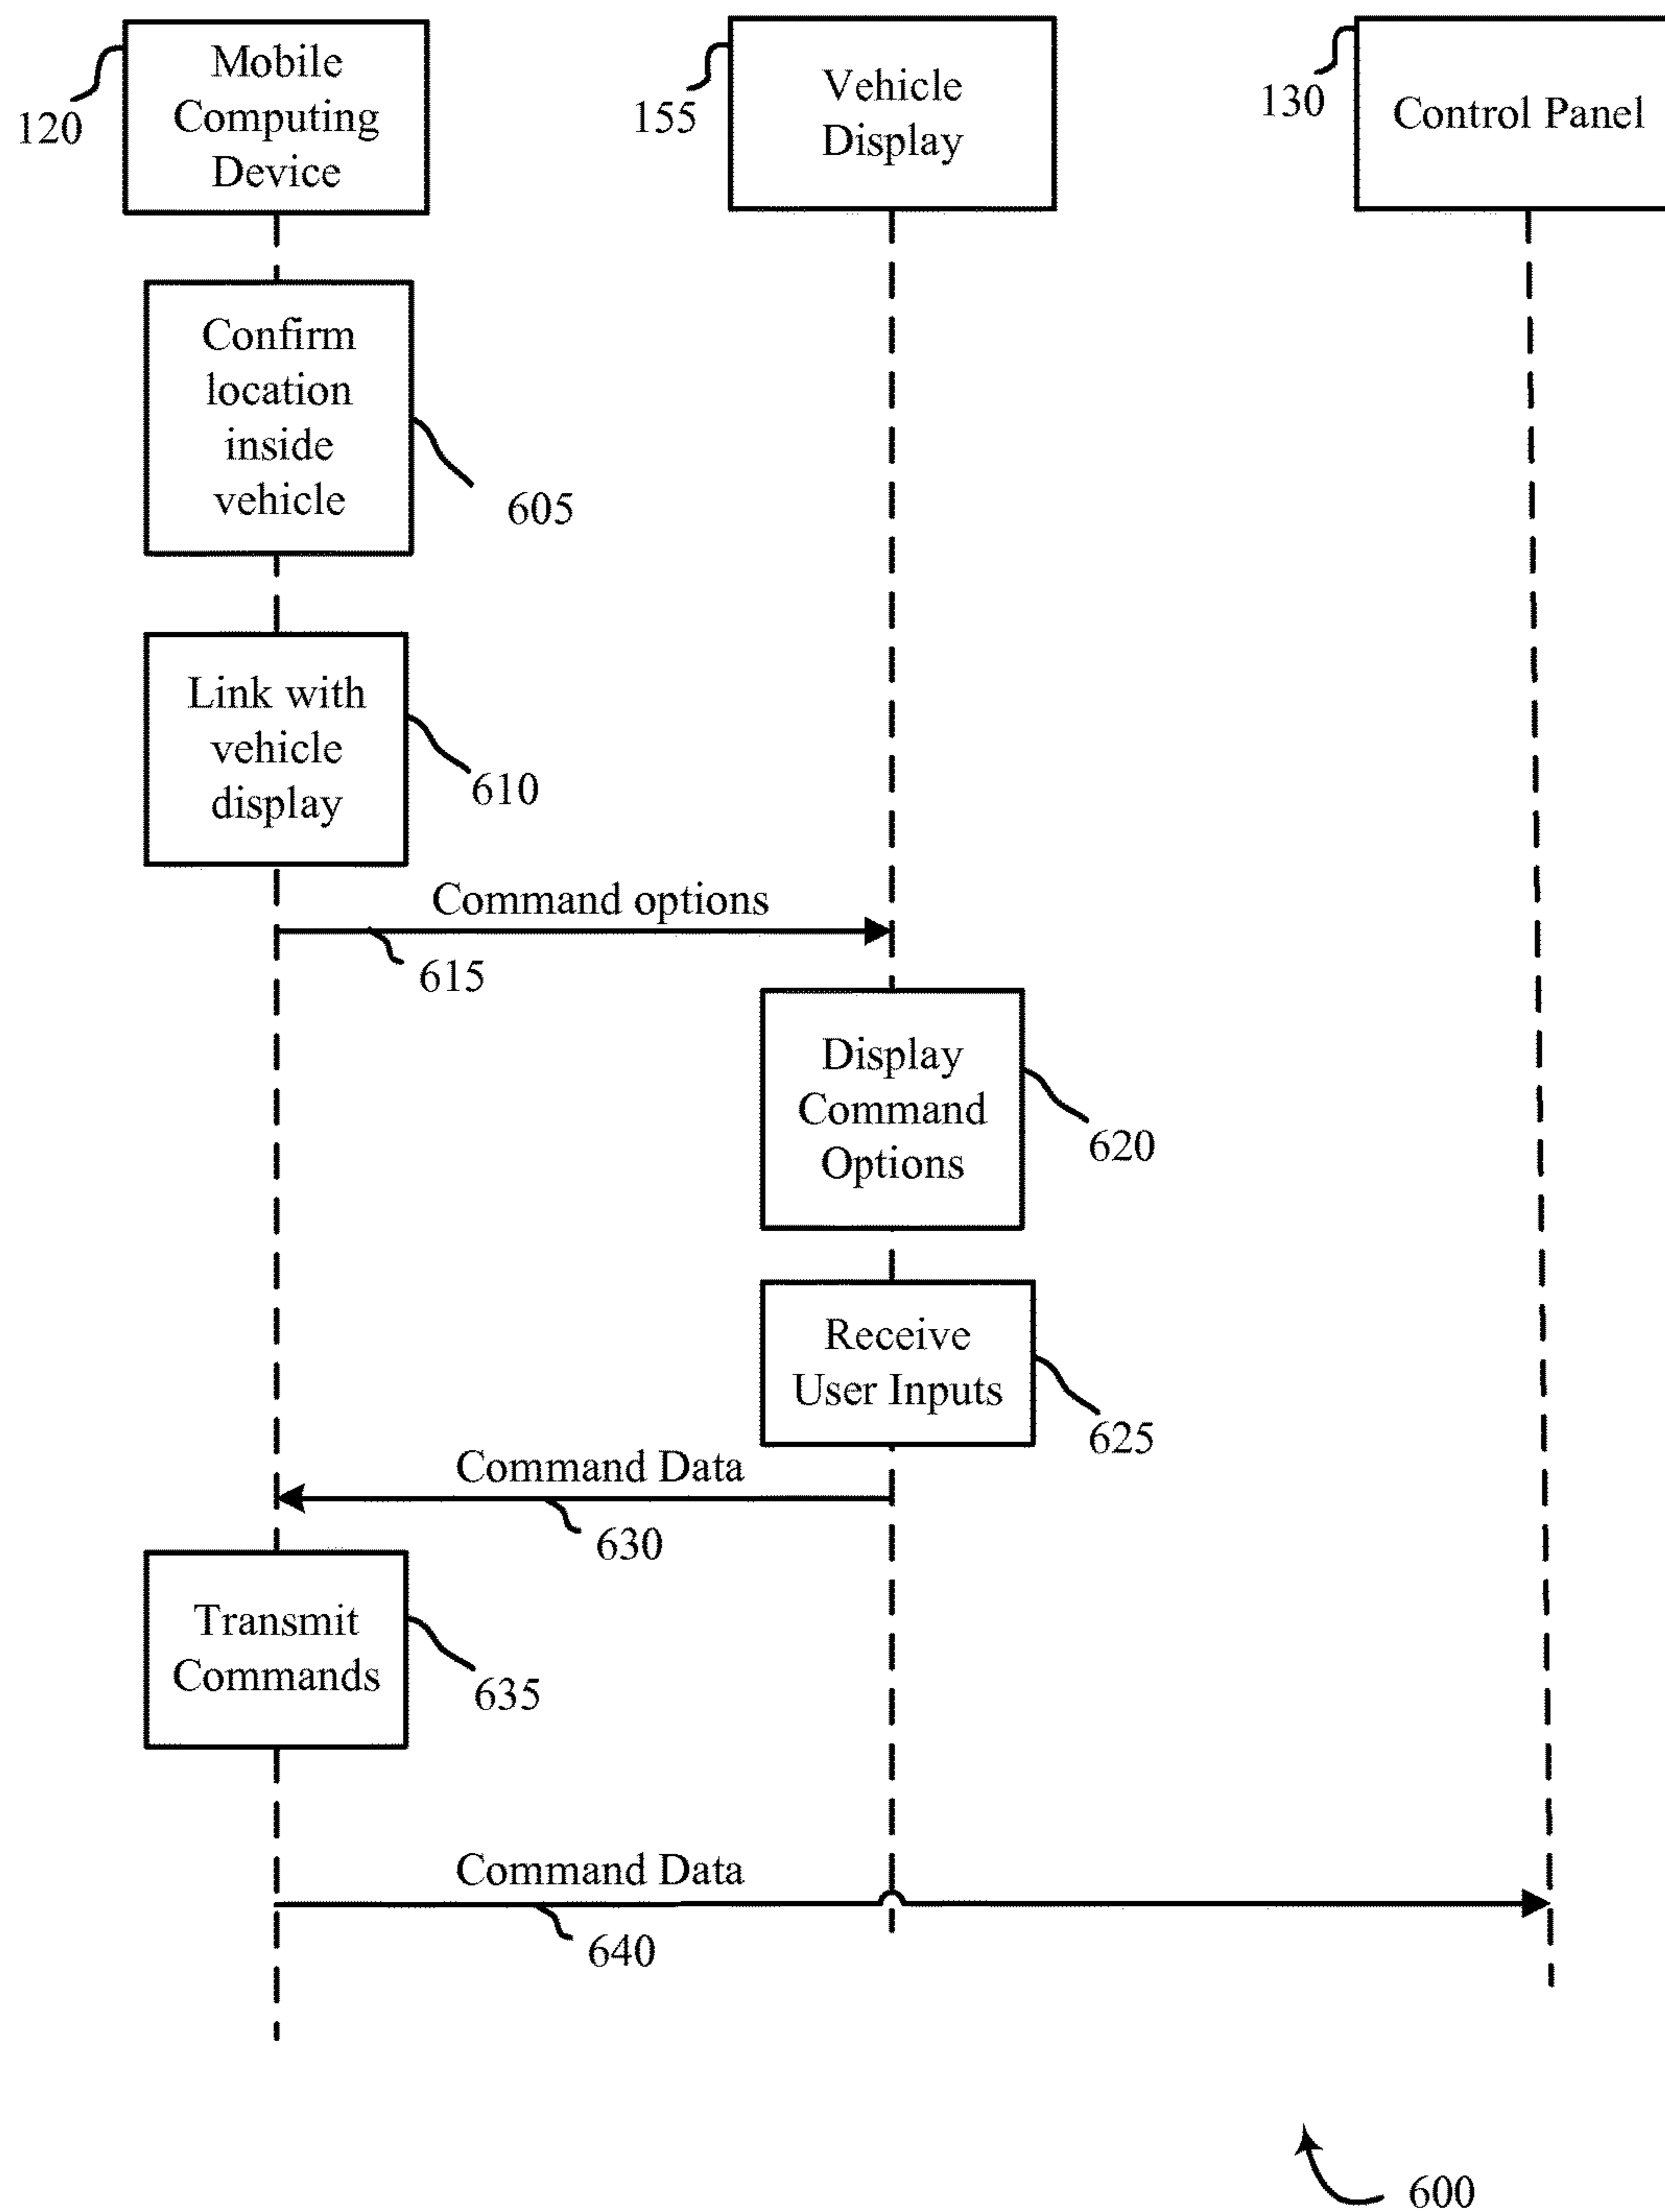 Mobile
Computing
Device
120
Vehicle
Display
155
Control Panel
130
Confirm
location
inside
vehicle
605
Link with
vehicle
display
610
Command options
615
Display
Command
Options
620
Receive
User Inputs
625
Command Data
630
Transmit
Commands
635
Command Data
640
600